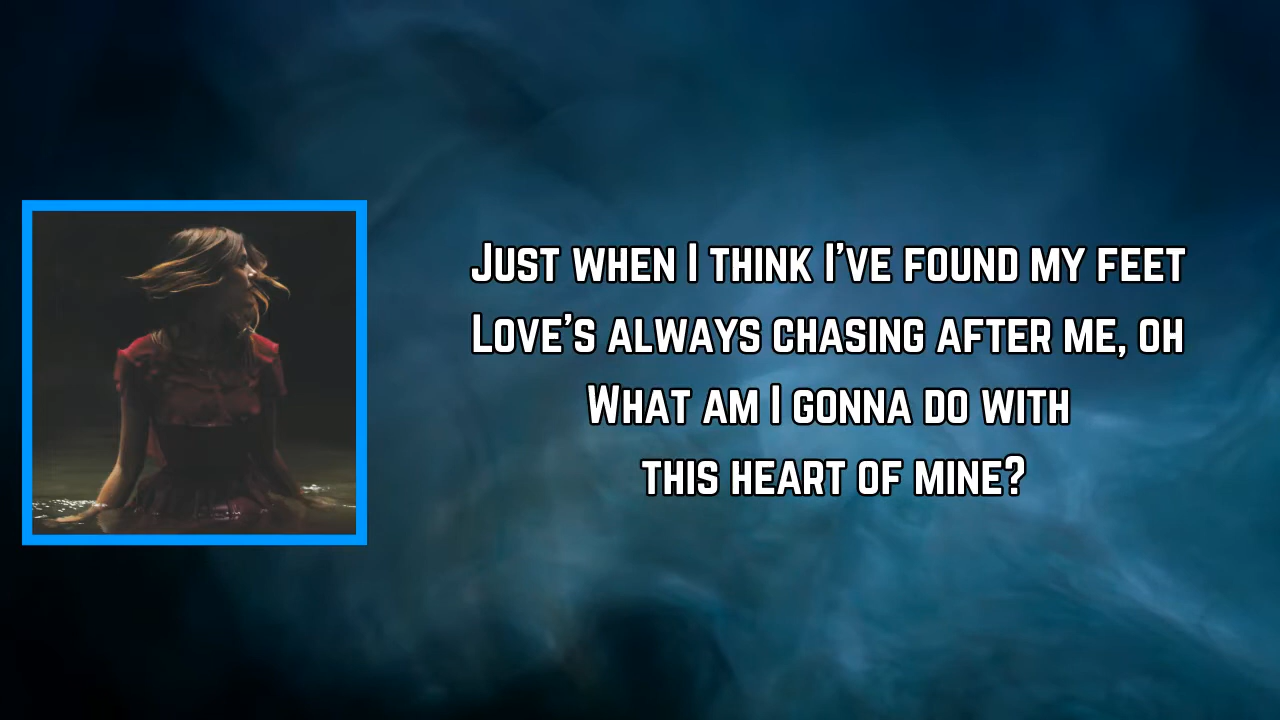 Just when I think I've found my feet
Love's always chasing after me, oh
What am I gonna do with
this heart of mine?